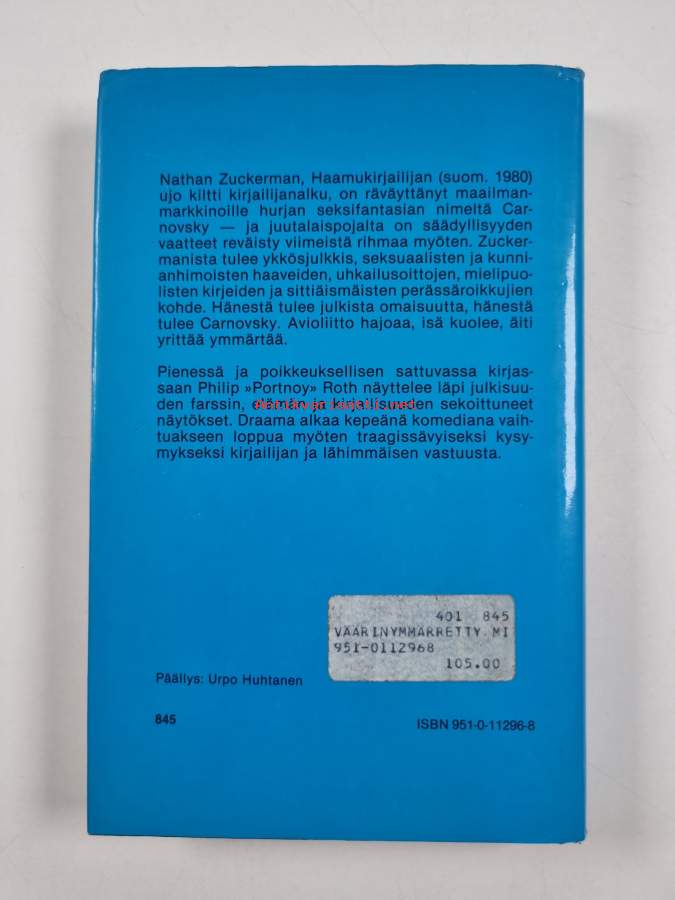 Nathan Zuckerman, Haamukirjailijan (suom. 1980)
ujo kiltti kirjailijanalku, on räväyttänyt maailman-
markkinoille hurjan seksifantasian nimeltä Car-
novsky — ja juutalaispojalta on säädyllisyyden
vaatteet reväisty viimeistä rihmaa myöten. Zucker-
manista tulee ykkösjulkkis, seksuaalisten ja kunni-
anhimoisten haaveiden, uhkailusoittojen, mielipuo-
listen kirjeiden ja sittiäismäisten perässäroikkujien
kohde. Hänestä tulee julkista omaisuutta, hänestä
tulee Carnovsky. Avioliitto hajoaa, isä kuolee, äiti
yrittää ymmärtää.
Pienessä ja poikkeuksellisen sattuvassa kirjas-
saan Philip »Portnoy» Roth näyttelee läpi julkisuu-
den farssin, elämän ja kirjallisuuden sekoittuneet
näytökset. Draama alkaa kepeänä komediana vaih-
tuakseen loppua myöten traagissävyiseksi kysy-
mykseksi kirjailijan ja lähimmäisen vastuusta.
401 845
VÄÄRINYMMÄRRETTY MI
951-0112968
105.00
Päällys: Urpo Huhtanen
845
ISBN 951-0-11296-8